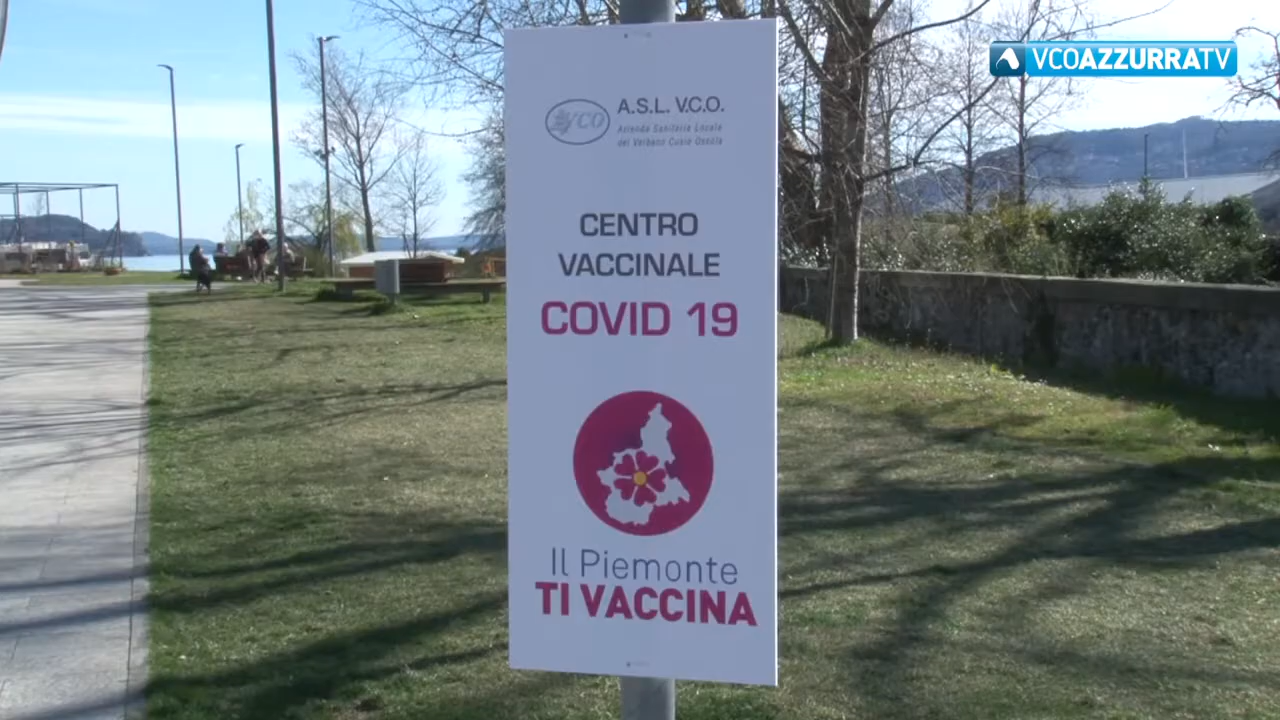 VCOAZZURRATV
VCO
A.S.L. V.C.O.
Azienda Sanitaria Locale
del Verbano Cusio Ossola
CENTRO
VACCINALE
COVID 19
Il Piemonte
TI VACCINA